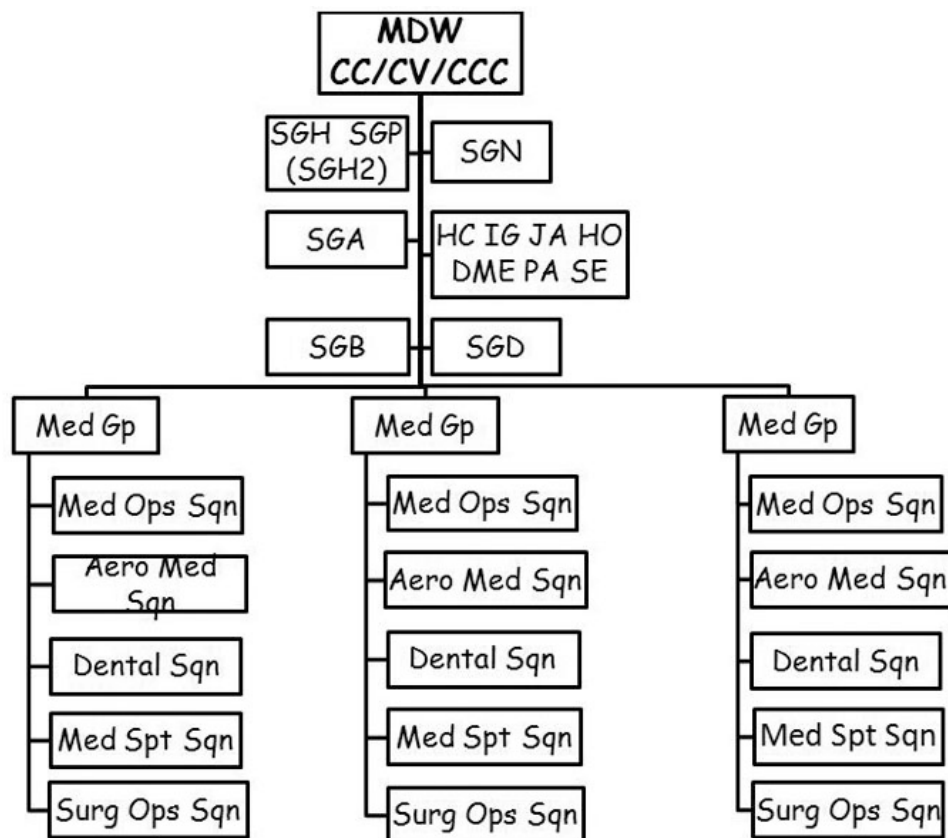 MDW
CC/CV/CCC
SGH SGP
(SGH2)
SGN
SGA
HC IG JA HO
DME PA SE
SGB
SGD
Med Gp
Med Ops Sqn
Aero Med
Sqn
Dental Sqn
Med Spt Sqn
Surg Ops Sqn
Med Gp
Med Ops Sqn
Aero Med Sqn
Dental Sqn
Med Spt Sqn
Surg Ops Sqn
Med Gp
Med Ops Sqn
Aero Med Sqn
Dental Sqn
Med Spt Sqn
Surg Ops Sqn